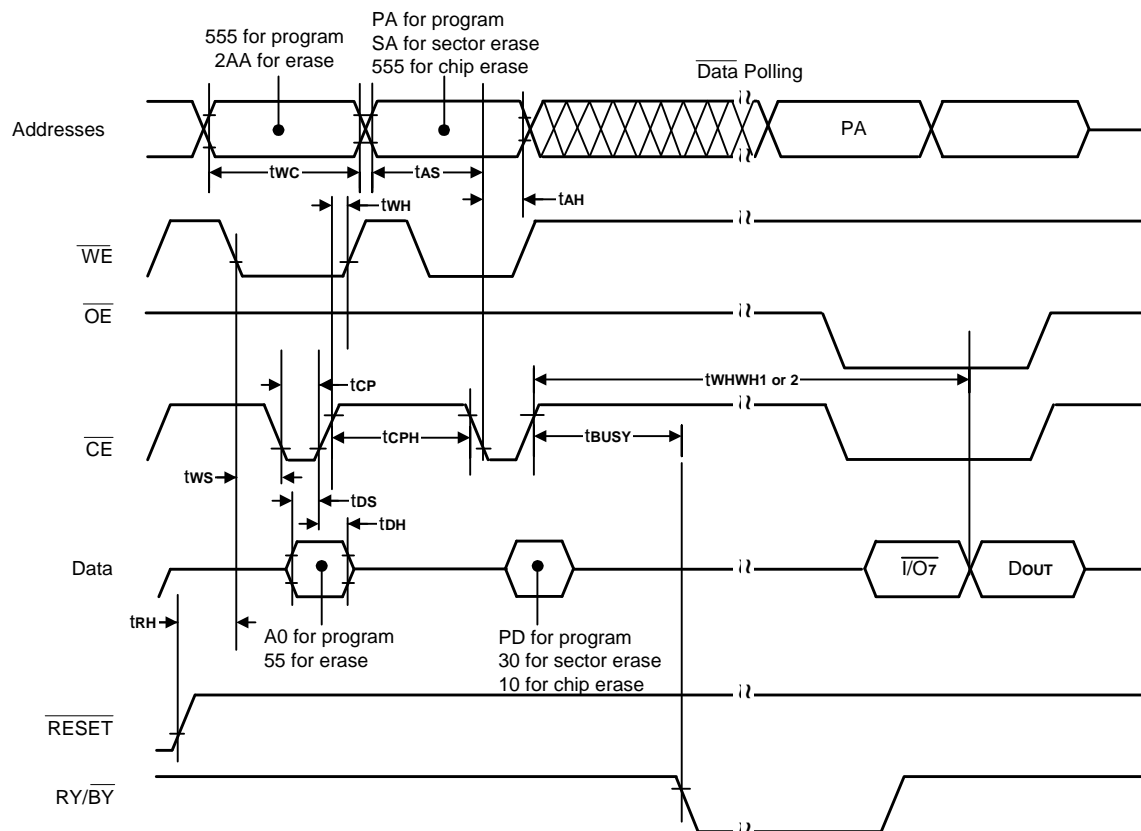 555 for program
2AA for erase
PA for program
SA for sector erase
555 for chip erase
Data Polling
Addresses
PA
tWC
tAS
tAH
tWH
WE
OE
tWHWH1 or 2
tCP
CE
tCPH
tBUSY
tWS
tDS
tDH
Data
I/O7
DOUT
tRH
A0 for program
55 for erase
PD for program
30 for sector erase
10 for chip erase
RESET
RY/BY